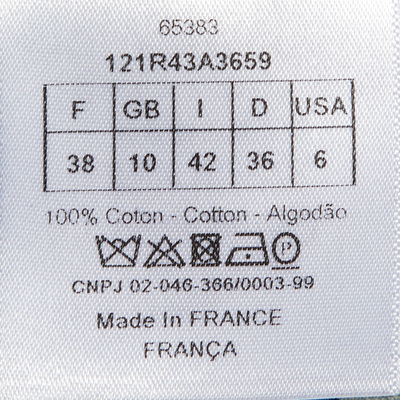 65383
121R43A3659
F GB I D USA
38 10 42 36 6
100% Coton - Cotton - Algodão
P
CNPJ 02-046-366/0003-99
Made In FRANCE
FRANÇA